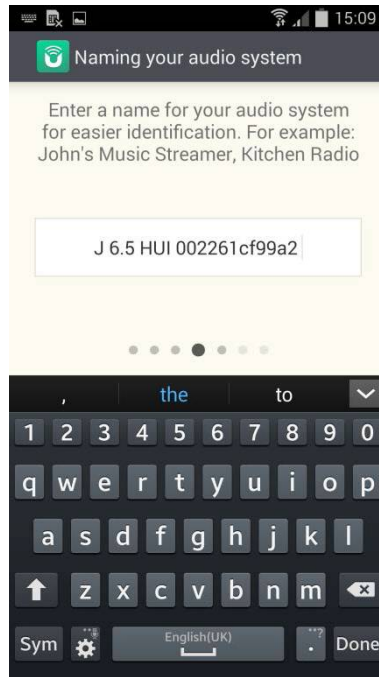 15:09
Naming your audio system
Enter a name for your audio system
for easier identification. For example:
John's Music Streamer, Kitchen Radio
J 6.5 HUI 002261cf99a2
, the to
1 2 3 4 5 6 7 8 9 0
q w e r t y u i o p
a s d f g h j k l
z x c v b n m
Sym English(UK) . Done